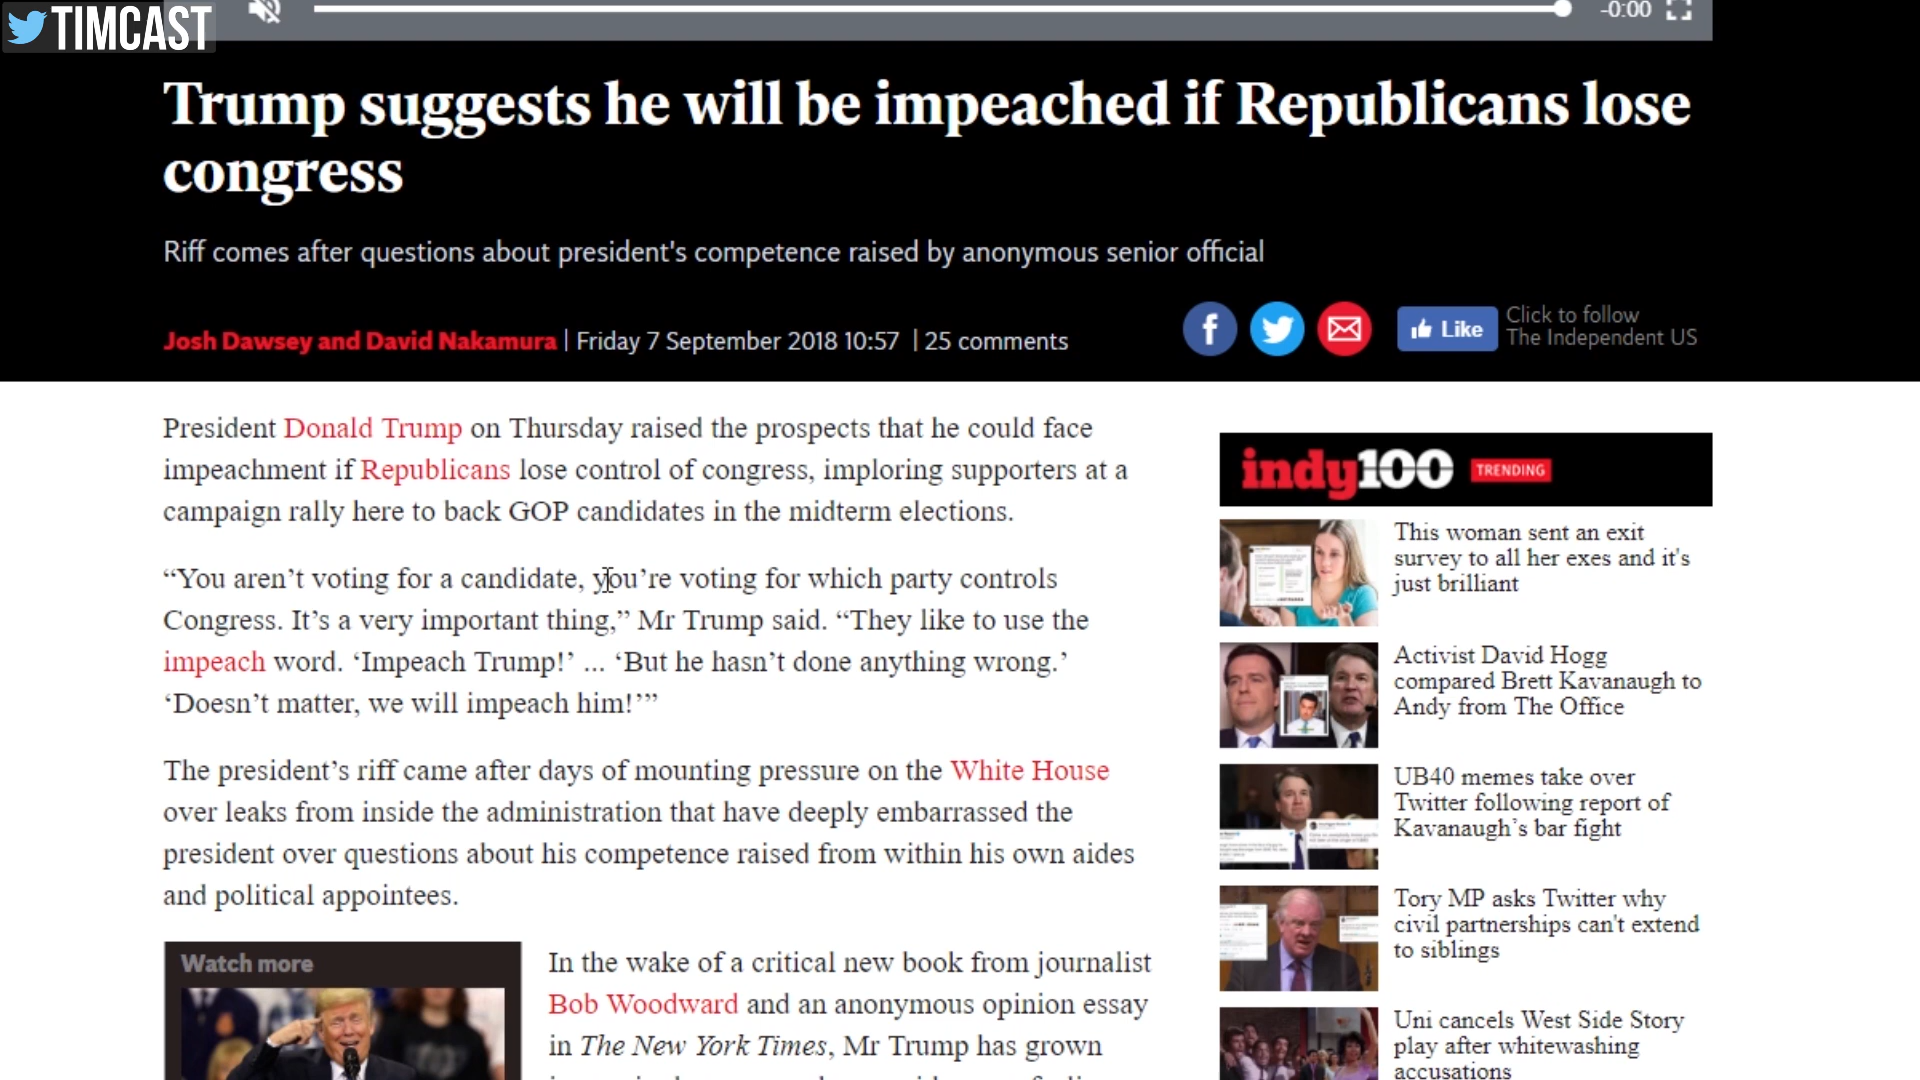 TIMCAST
-0:00
Trump suggests he will be impeached if Republicans lose
congress
Riff comes after questions about president's competence raised by anonymous senior official
Josh Dawsey and David Nakamura | Friday 7 September 2018 10:57 | 25 comments
Like
Click to follow
The Independent US
President Donald Trump on Thursday raised the prospects that he could face
impeachment if Republicans lose control of congress, imploring supporters at a
campaign rally here to back GOP candidates in the midterm elections.
“You aren’t voting for a candidate, you’re voting for which party controls
Congress. It’s a very important thing,” Mr Trump said. “They like to use the
impeach word. ‘Impeach Trump!’ ... ‘But he hasn’t done anything wrong.’
‘Doesn’t matter, we will impeach him!’”
The president’s riff came after days of mounting pressure on the White House
over leaks from inside the administration that have deeply embarrassed the
president over questions about his competence raised from within his own aides
and political appointees.
Watch more
In the wake of a critical new book from journalist
Bob Woodward and an anonymous opinion essay
in The New York Times, Mr Trump has grown
indy100 TRENDING
This woman sent an exit
survey to all her exes and it's
just brilliant
Activist David Hogg
compared Brett Kavanaugh to
Andy from The Office
UB40 memes take over
Twitter following report of
Kavanaugh’s bar fight
Tory MP asks Twitter why
civil partnerships can't extend
to siblings
Uni cancels West Side Story
play after whitewashing
accusations